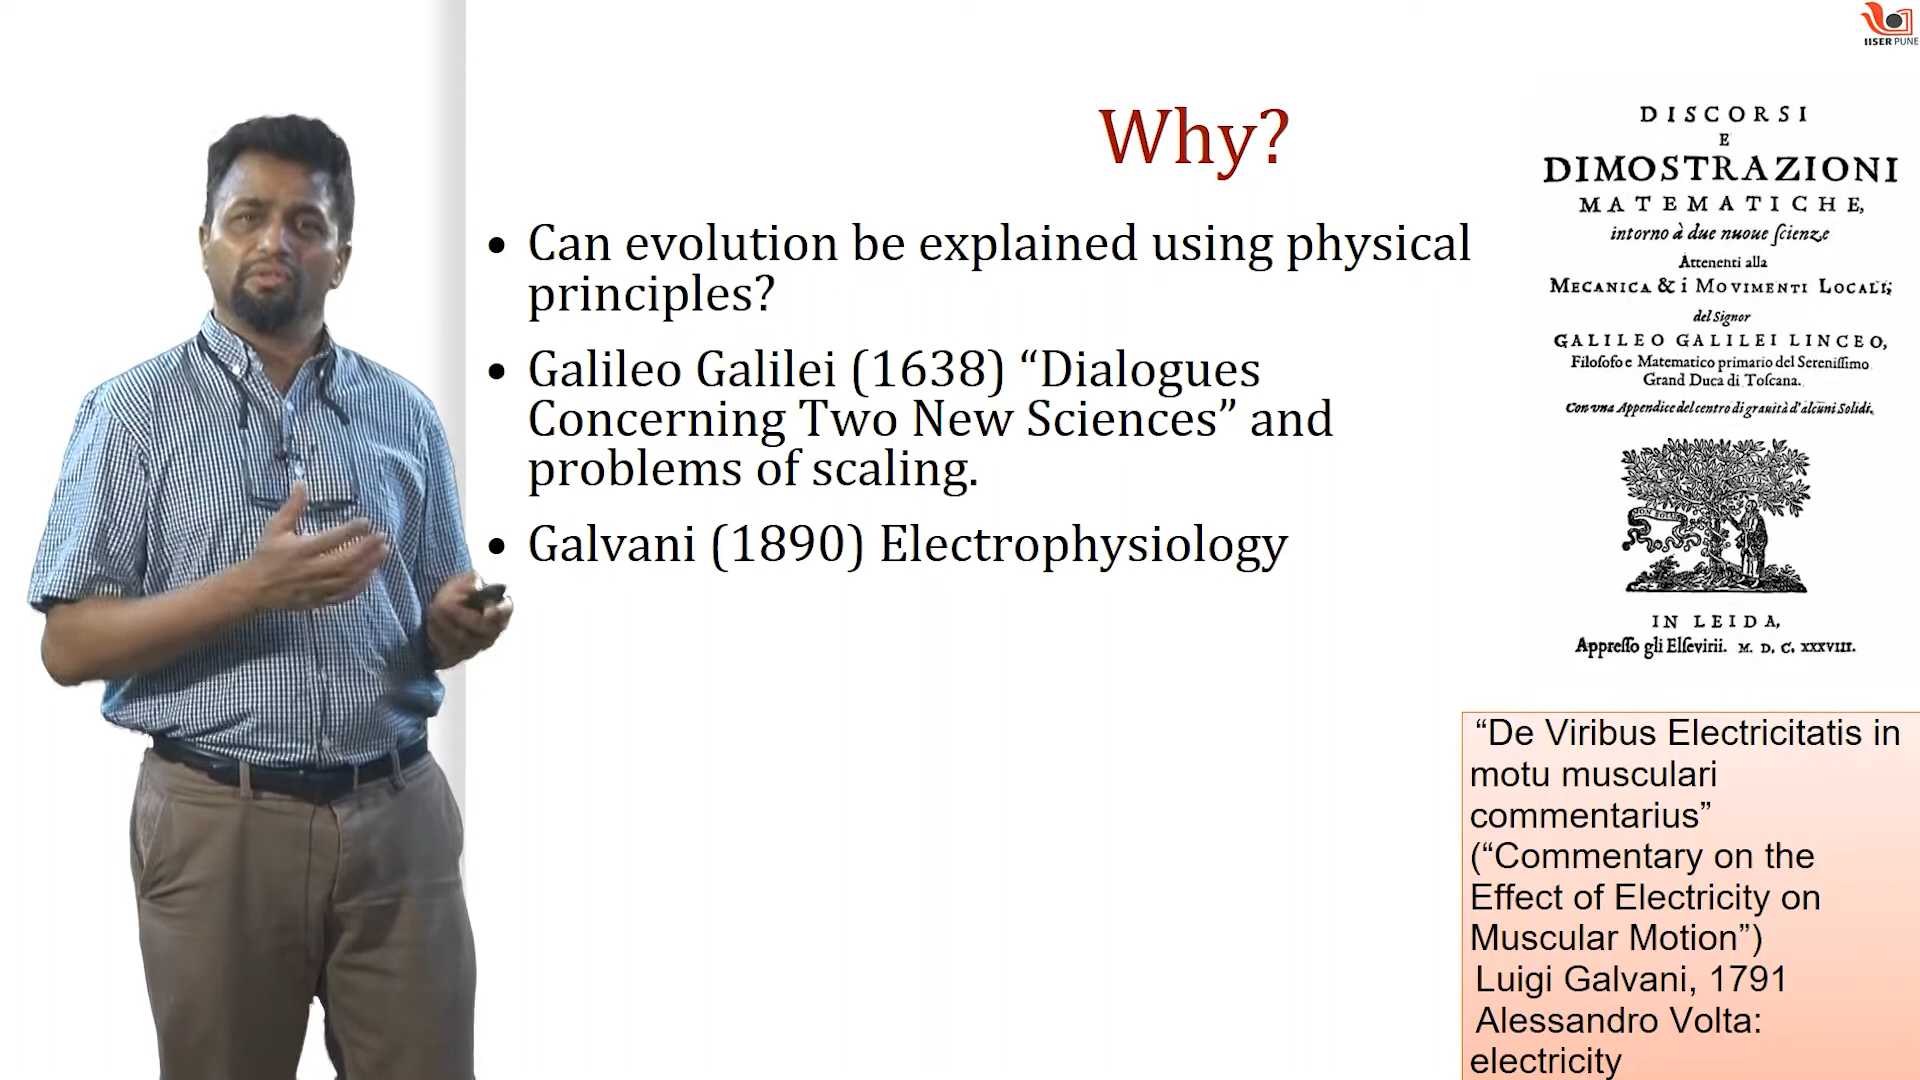 IISER PUNE
Why?
• Can evolution be explained using physical
principles?
• Galileo Galilei (1638) “Dialogues
Concerning Two New Sciences” and
problems of scaling.
• Galvani (1890) Electrophysiology
DISCORSI
E
DIMOSTRAZIONI
MATEMATICHE,
intorno à due nuoue ſcienze
Attenenti alla
MECANICA & i MOVIMENTI LOCALI;
del Signor
GALILEO GALILEI LINCEO,
Filoſofo e Matematico primario del Sereniſſimo
Grand Duca di Toſcana.
Con vna Appendice del centro di grauità d'alcuni Solidi.
IN LEIDA,
Appreſſo gli Elſevirii. M. D. C. XXXVIII.
“De Viribus Electricitatis in
motu musculari
commentarius”
(“Commentary on the
Effect of Electricity on
Muscular Motion”)
Luigi Galvani, 1791
Alessandro Volta:
electricity